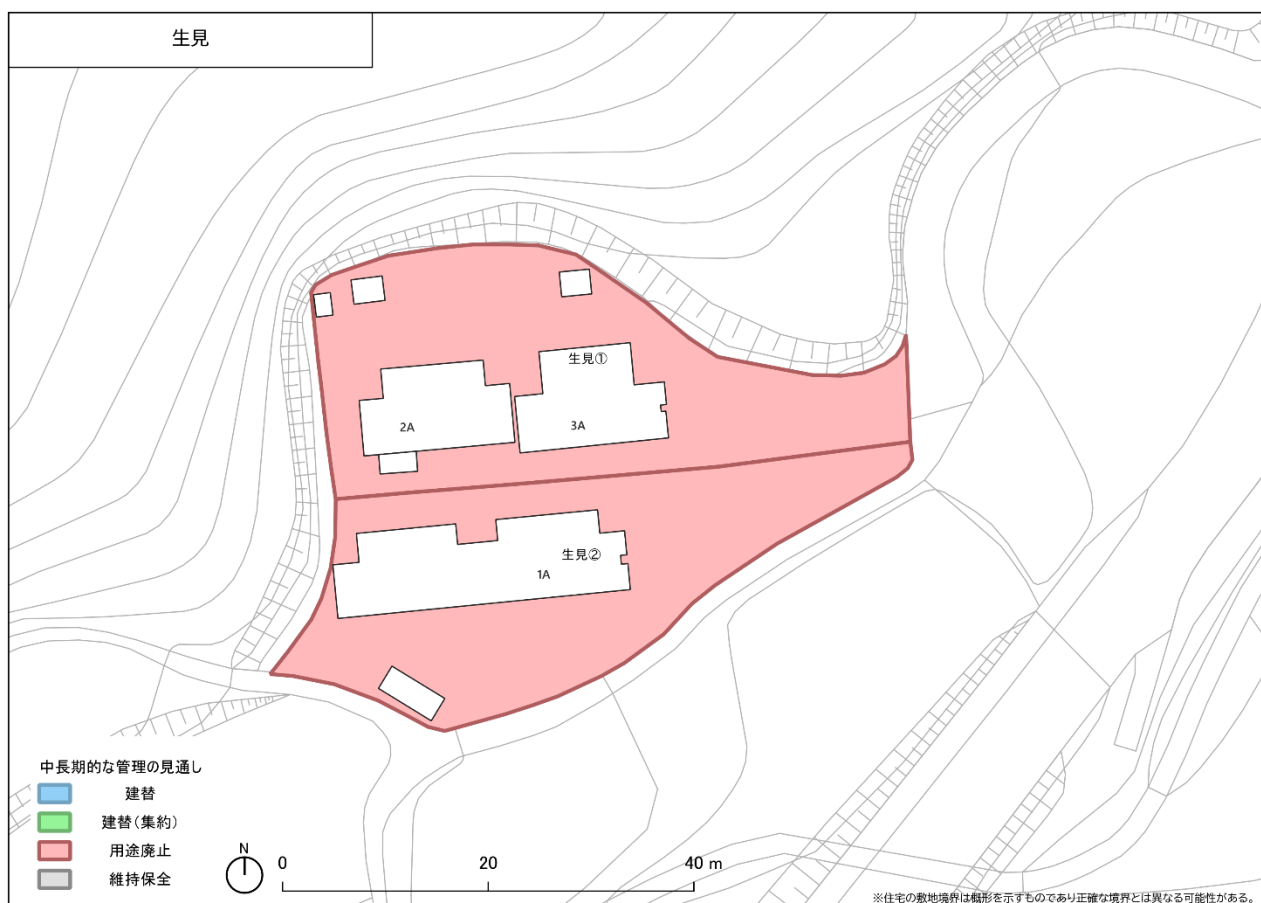 生見
生見①
2A
3A
生見②
1A
中長期的な管理の見通し
建替
建替(集約)
用途廃止
維持保全
N
0 20 40 m
※住宅の敷地境界は概形を示すものであり正確な境界とは異なる可能性がある。